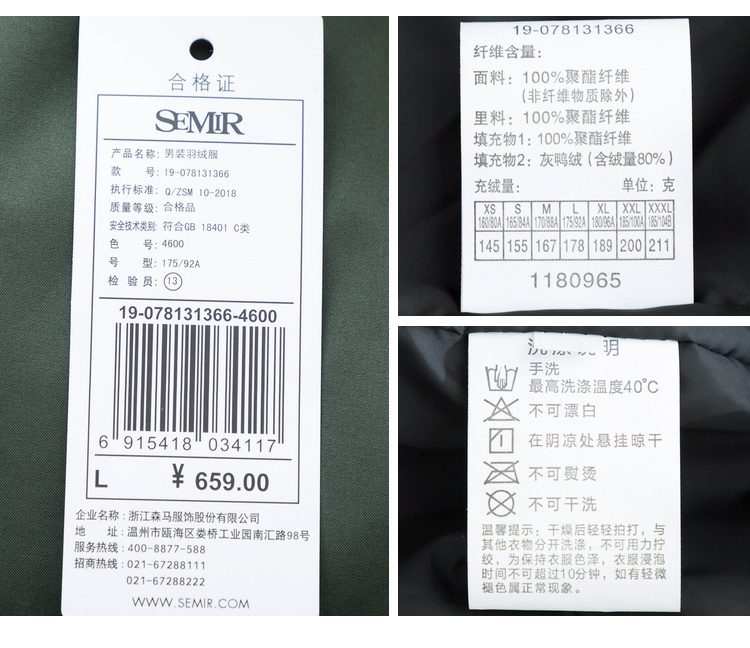 合格证
SEMIR
产品名称: 男装羽绒服
款 号: 19-078131366
执行标准: Q/ZSM 10-2018
质量等级: 合格品
安全技术类别: 符合GB 18401 C类
色 号: 4600
号 型: 175/92A
检 验 员: 13
19-078131366-4600
6 915418 034117
L ¥ 659.00
企业名称: 浙江森马服饰股份有限公司
地 址: 温州市瓯海区娄桥工业园南汇路98号
服务热线: 400-8877-588
招商热线: 021-67288111
021-67288222
WWW.SEMIR.COM
19-078131366
纤维含量:
面料: 100%聚酯纤维
(非纤维物质除外)
里料: 100%聚酯纤维
填充物1: 100%聚酯纤维
填充物2: 灰鸭绒 (含绒量80%)
充绒量: 单位: 克
XS S M L XL XXL XXXL
160/80A 165/84A 170/88A 175/92A 180/96A 185/100A 185/104B
145 155 167 178 189 200 211
1180965
洗涤说明
手洗
最高洗涤温度40℃
不可漂白
在阴凉处悬挂晾干
不可熨烫
不可干洗
温馨提示: 干燥后轻轻拍打, 与
其他衣物分开洗涤, 不可用力拧
绞, 为保持衣服色泽, 衣服浸泡
时间不可超过10分钟, 如有轻微
褪色属正常现象。